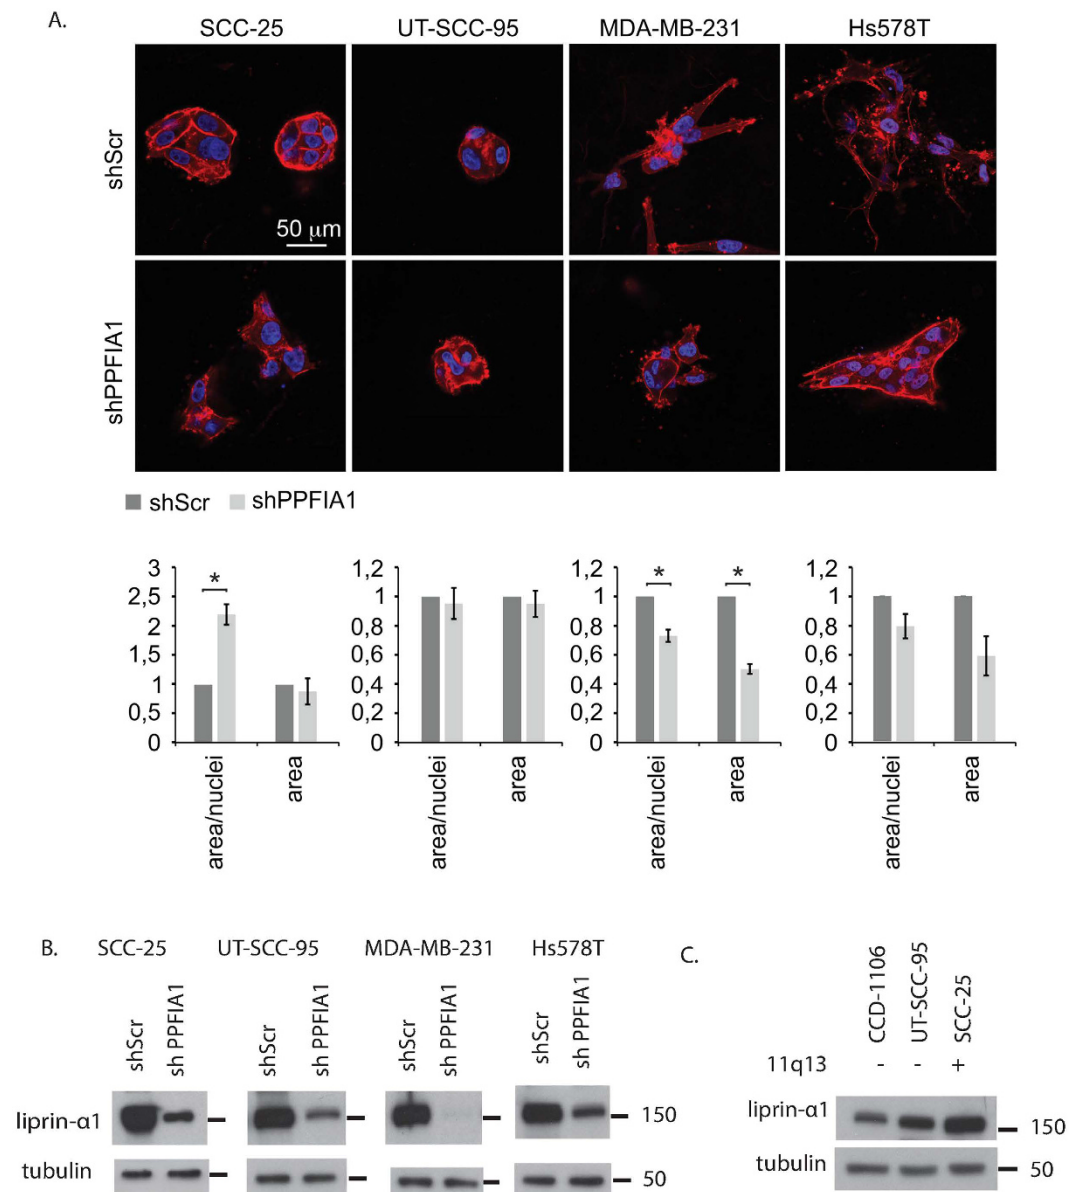 A.
SCC-25 UT-SCC-95 MDA-MB-231 Hs578T
shScr
50 μm
shPPFIA1
shScr shPPFIA1
3
2,5
2
1,5
1
0,5
0
area/nuclei
area
1,2
1
0,8
0,6
0,4
0,2
0
area/nuclei
area
1,2
1
0,8
0,6
0,4
0,2
0
* *
area/nuclei
area
1,2
1
0,8
0,6
0,4
0,2
0
area/nuclei
area
*
B. SCC-25 UT-SCC-95 MDA-MB-231 Hs578T
shScr
sh PPFIA1
shScr
sh PPFIA1
shScr
sh PPFIA1
shScr
sh PPFIA1
liprin-α1 150
tubulin 50
C.
CCD-1106
UT-SCC-95
SCC-25
11q13 - - +
liprin-α1 150
tubulin 50